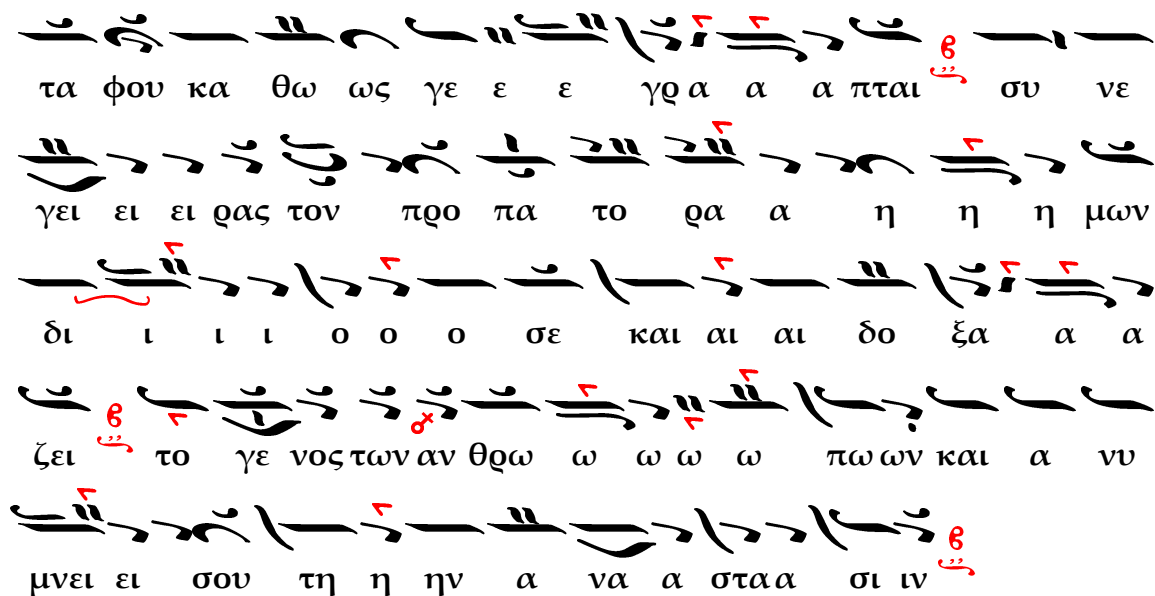 τα φου κα θω ως γε ε ε γρ α α α πται β συ νε
γει ει ει ρας τον προ πα το ρα α η η η μων
δι ι ι ι ο ο ο σε και αι αι δο ξα α α
ζει β το γε νος των αν θρω ω ω ω ω πω ων και α νυ
μνει ει σου τη η ην α να α στα α σι ιν β